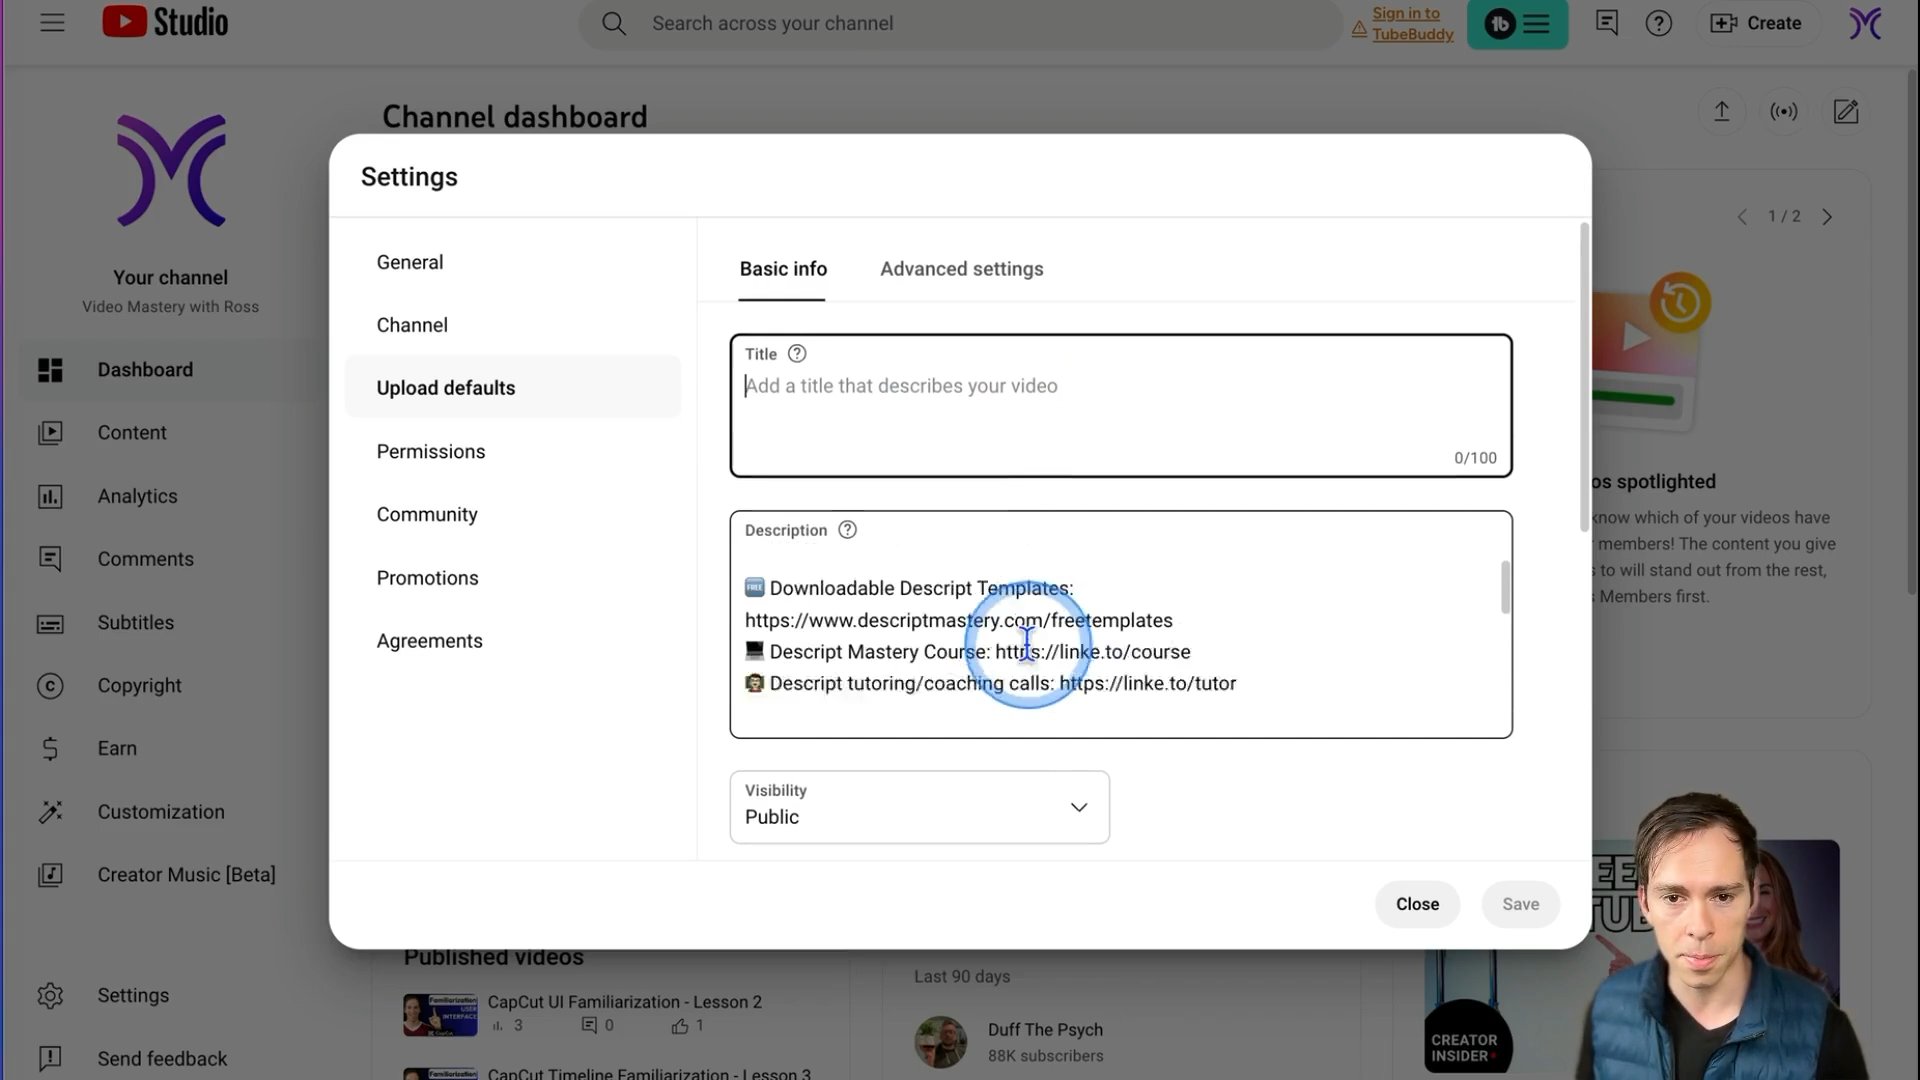 Studio
Search across your channel
Sign in to
TubeBuddy
Create
Channel dashboard
Your channel
Video Mastery with Ross
Dashboard
Content
Analytics
Comments
Subtitles
Copyright
Earn
Customization
Creator Music [Beta]
Settings
Send feedback
Settings
General
Channel
Upload defaults
Permissions
Community
Promotions
Agreements
Basic info
Advanced settings
Title
Add a title that describes your video
0/100
Description
FREE Downloadable Descript Templates:
https://www.descriptmastery.com/freetemplates
Descript Mastery Course: https://linke.to/course
Descript tutoring/coaching calls: https://linke.to/tutor
Visibility
Public
Close
Save
1 / 2
os spotlighted
know which of your videos have
members! The content you give
to will stand out from the rest,
Members first.
Published videos
CapCut UI Familiarization - Lesson 2
3 0 1
CapCut Timeline Familiarization - Lesson 3
Last 90 days
Duff The Psych
88K subscribers
CREATOR
INSIDER